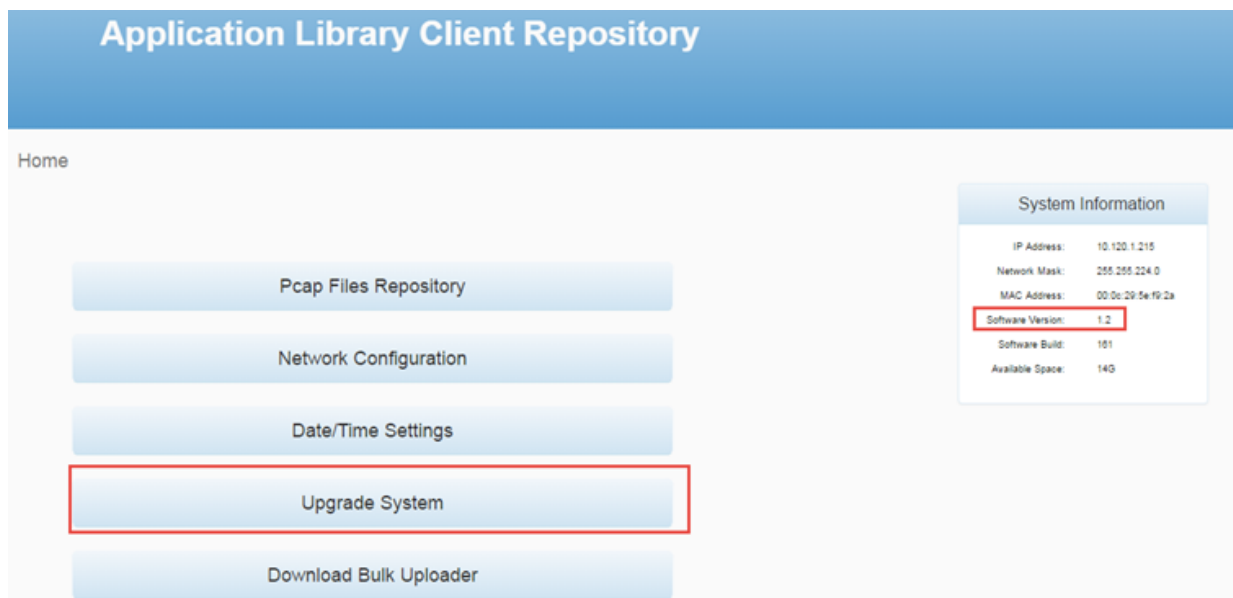 Application Library Client Repository
Home
System Information
IP Address: 10.120.1.215
Network Mask: 255.255.224.0
MAC Address: 00:0c:29:5e:f9:2a
Software Version: 1.2
Software Build: 161
Available Space: 14G
Pcap Files Repository
Network Configuration
Date/Time Settings
Upgrade System
Download Bulk Uploader